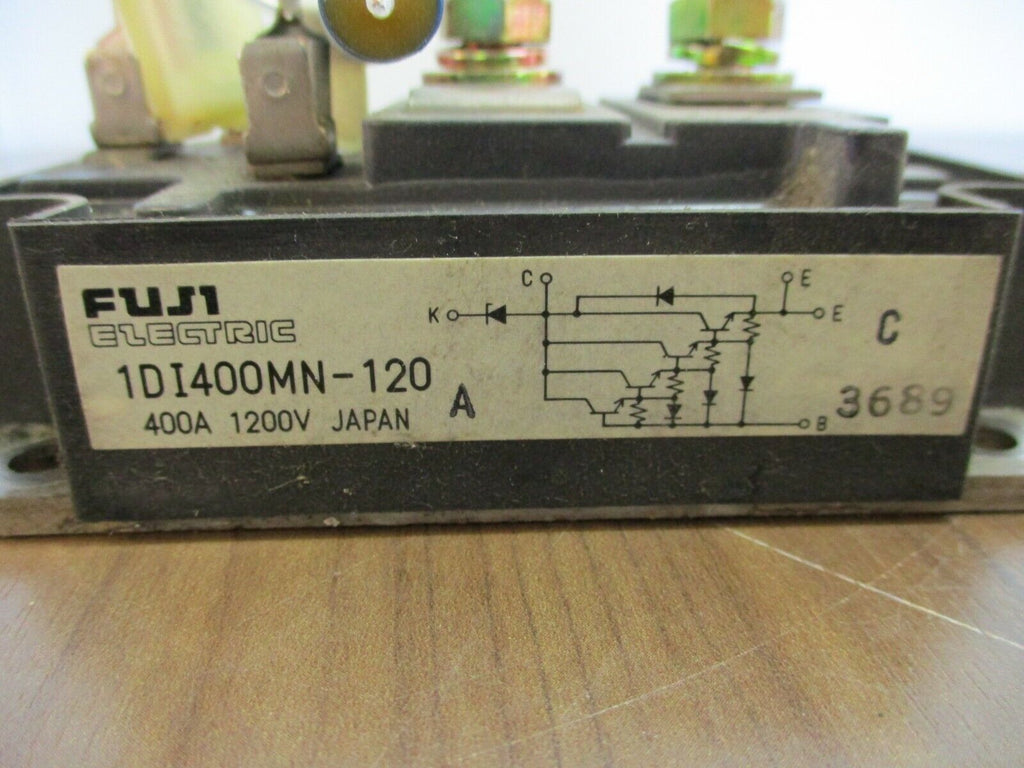 FUJI
ELECTRIC
1DI400MN-120
400A 1200V JAPAN
A
K
C
E
E
B
C
3689